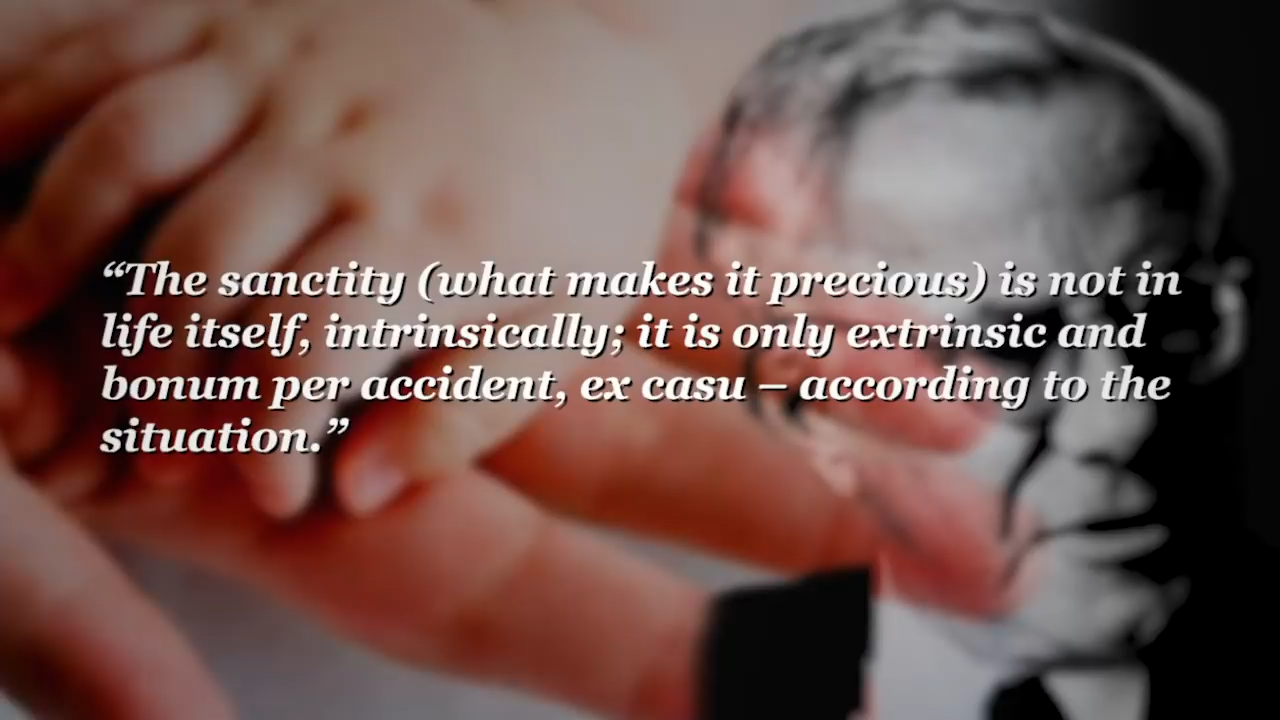 “The sanctity (what makes it precious) is not in
life itself, intrinsically; it is only extrinsic and
bonum per accident, ex casu – according to the
situation.”